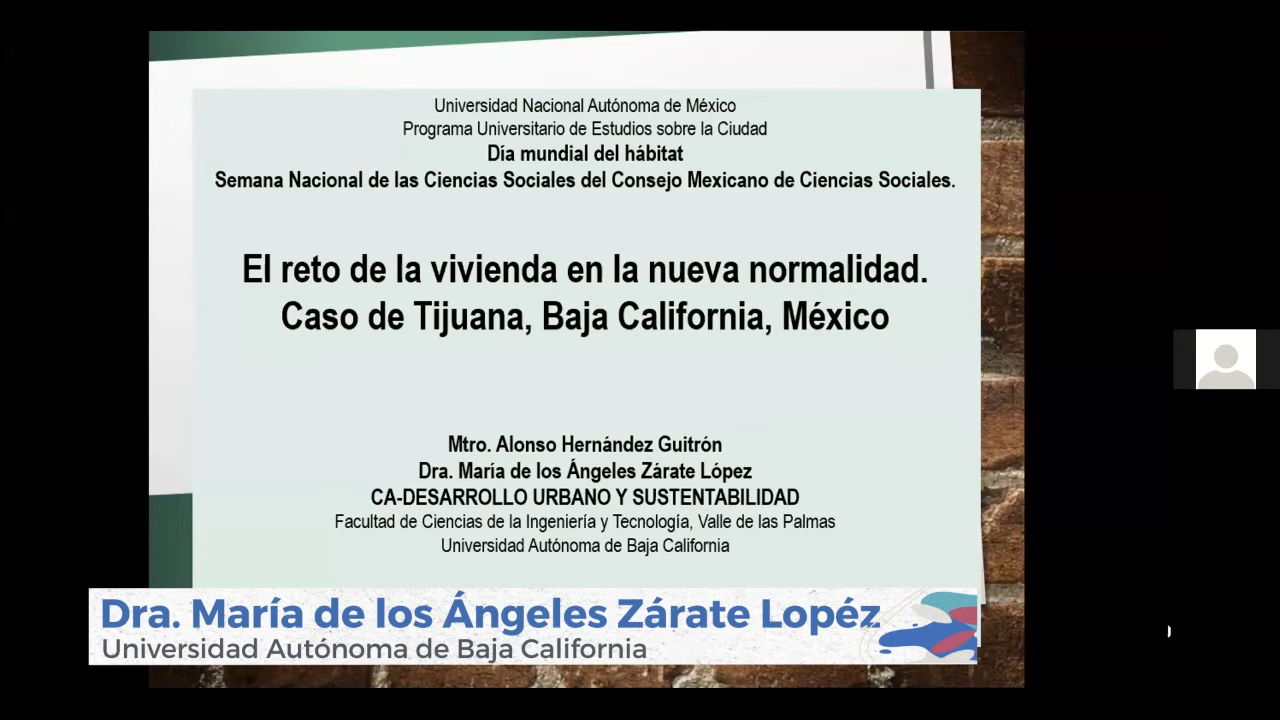 Universidad Nacional Autónoma de México
Programa Universitario de Estudios sobre la Ciudad
Día mundial del hábitat
Semana Nacional de las Ciencias Sociales del Consejo Mexicano de Ciencias Sociales.
El reto de la vivienda en la nueva normalidad.
Caso de Tijuana, Baja California, México
Mtro. Alonso Hernández Guitrón
Dra. María de los Ángeles Zárate López
CA-DESARROLLO URBANO Y SUSTENTABILIDAD
Facultad de Ciencias de la Ingeniería y Tecnología, Valle de las Palmas
Universidad Autónoma de Baja California
Dra. María de los Ángeles Zárate Lopéz
Universidad Autónoma de Baja California